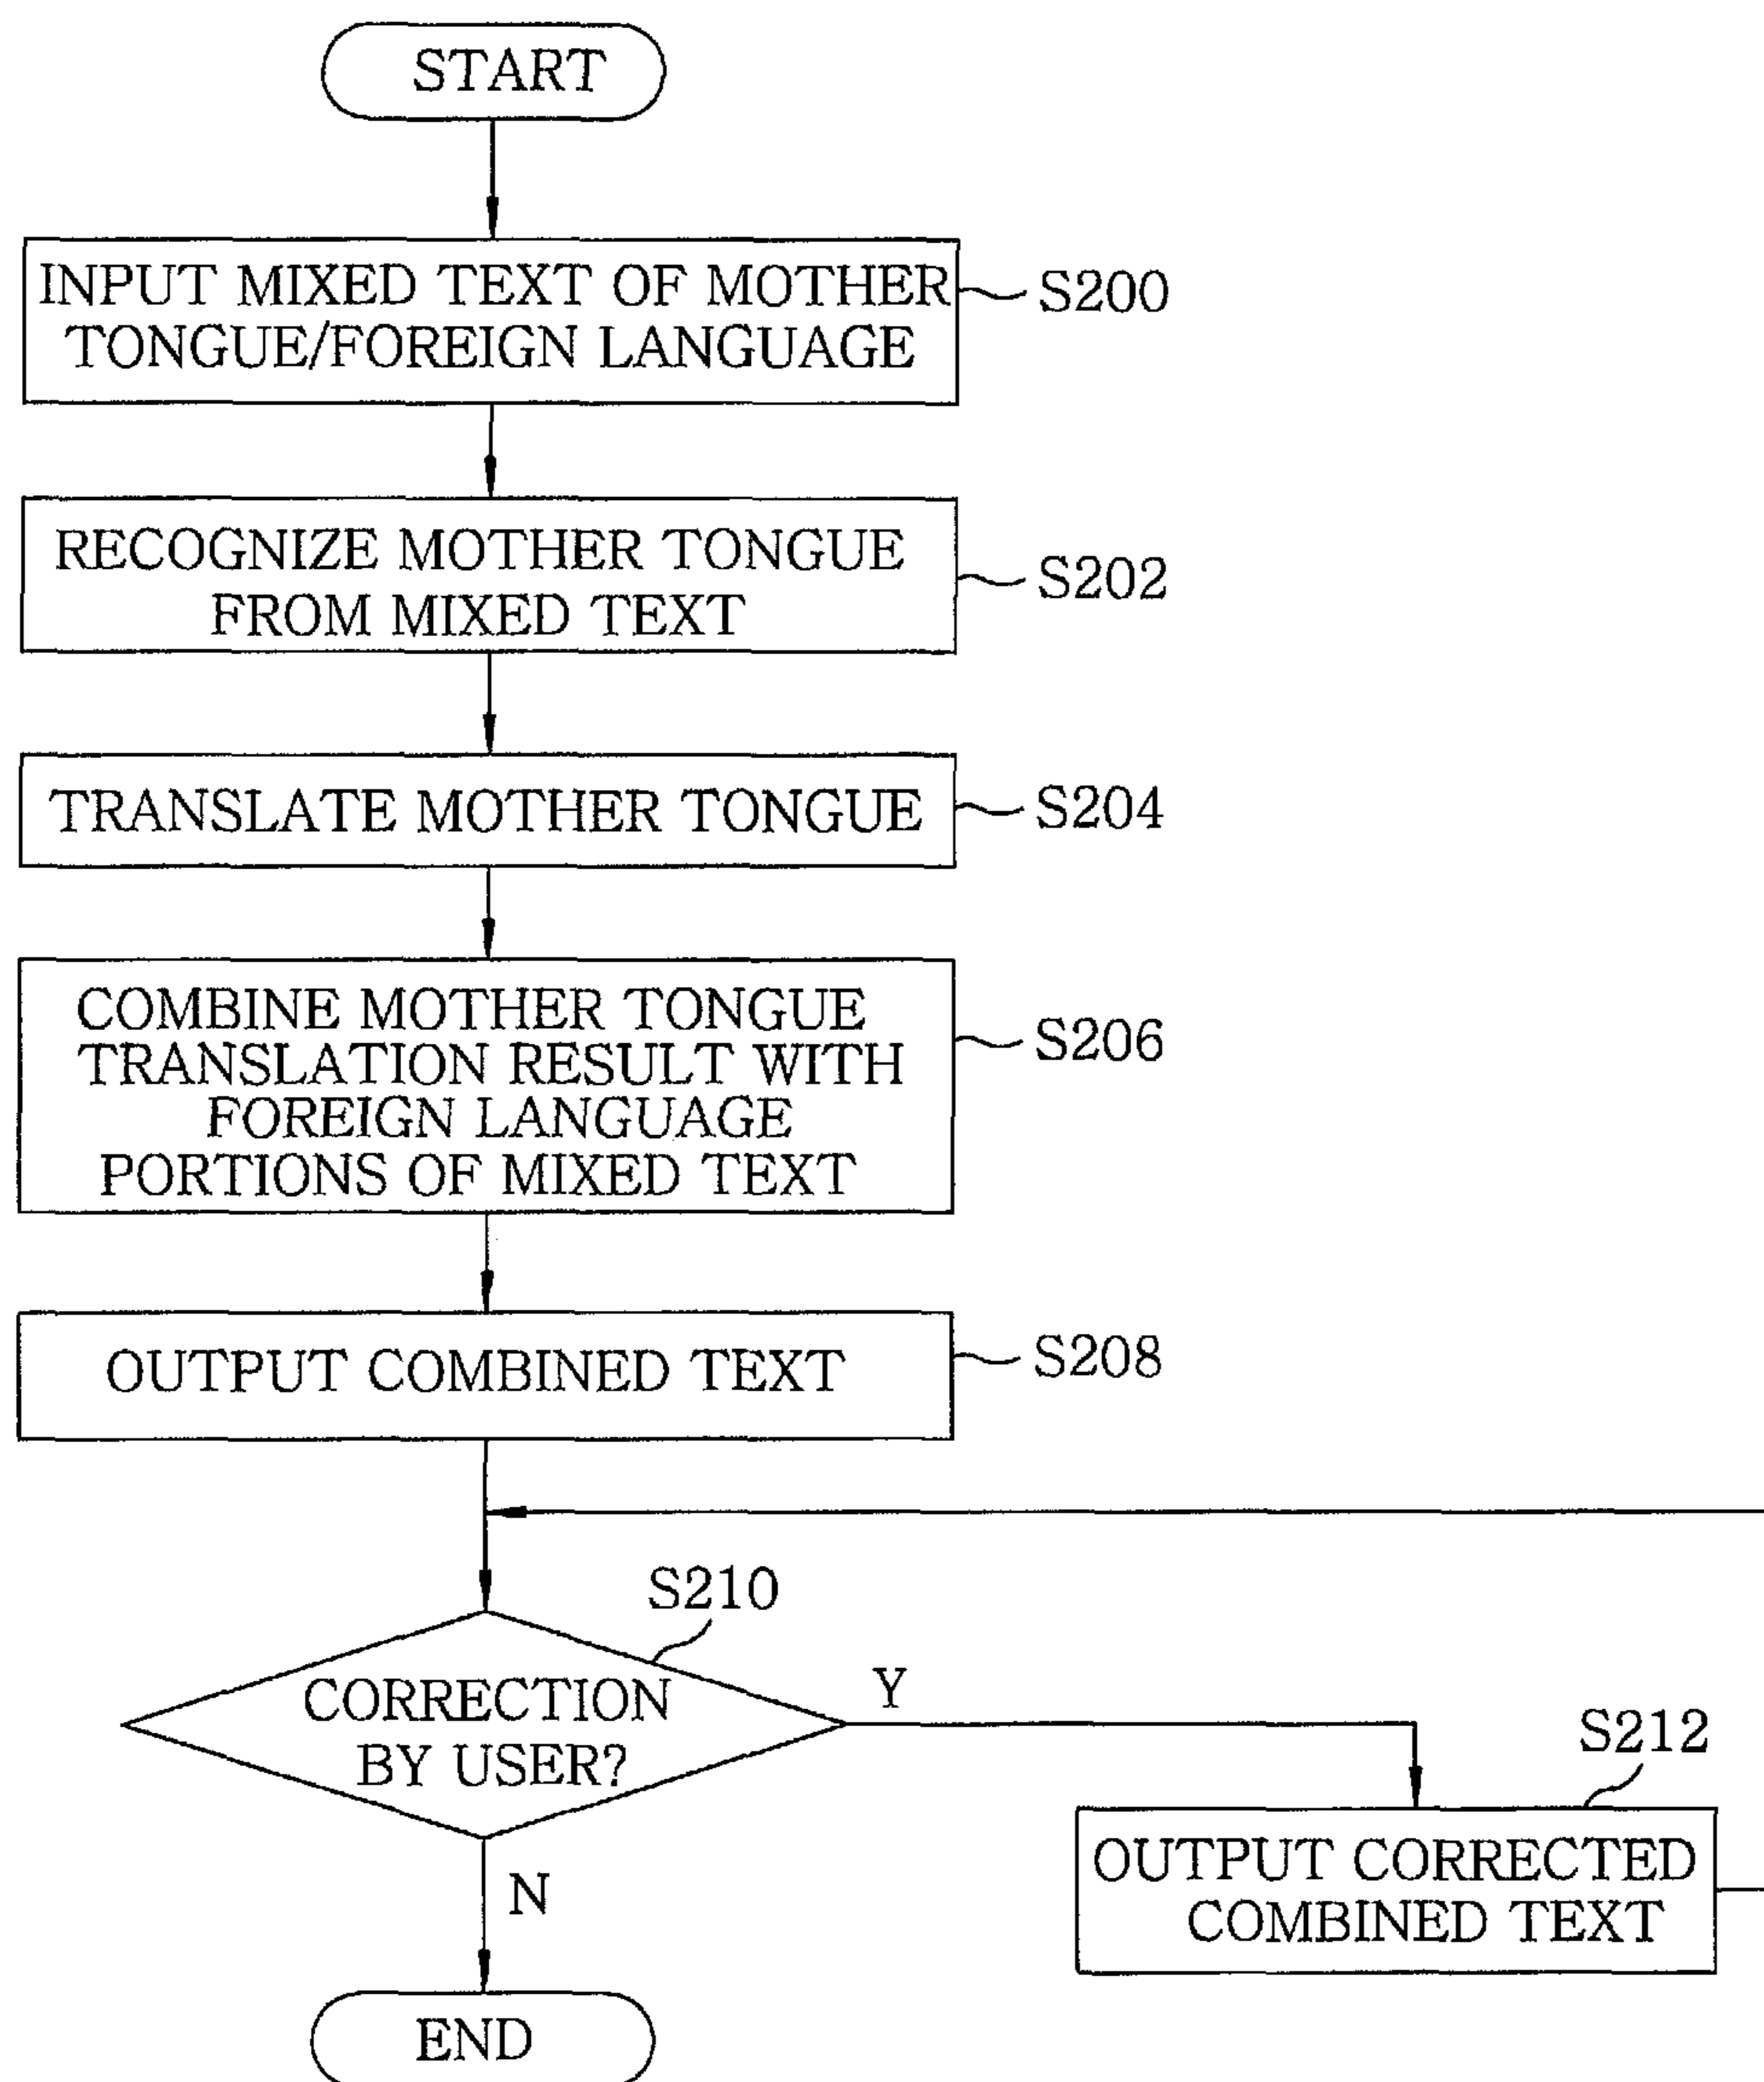 START
INPUT MIXED TEXT OF MOTHER
TONGUE/FOREIGN LANGUAGE
S200
RECOGNIZE MOTHER TONGUE
FROM MIXED TEXT
S202
TRANSLATE MOTHER TONGUE
S204
COMBINE MOTHER TONGUE
TRANSLATION RESULT WITH
FOREIGN LANGUAGE
PORTIONS OF MIXED TEXT
S206
OUTPUT COMBINED TEXT
S208
S210
CORRECTION
BY USER?
Y
N
S212
OUTPUT CORRECTED
COMBINED TEXT
END